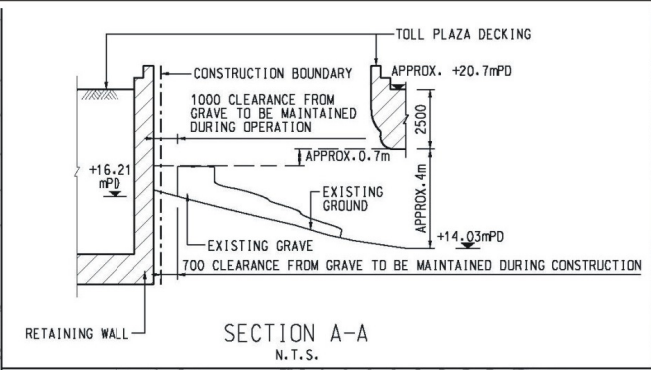 TOLL PLAZA DECKING
CONSTRUCTION BOUNDARY
APPROX. +20.7mPD
1000 CLEARANCE FROM
GRAVE TO BE MAINTAINED
DURING OPERATION
2500
APPROX.0.7m
+16.21
mPD
EXISTING
GROUND
APPROX.4m
+14.03mPD
EXISTING GRAVE
700 CLEARANCE FROM GRAVE TO BE MAINTAINED DURING CONSTRUCTION
RETAINING WALL
SECTION A-A
N.T.S.